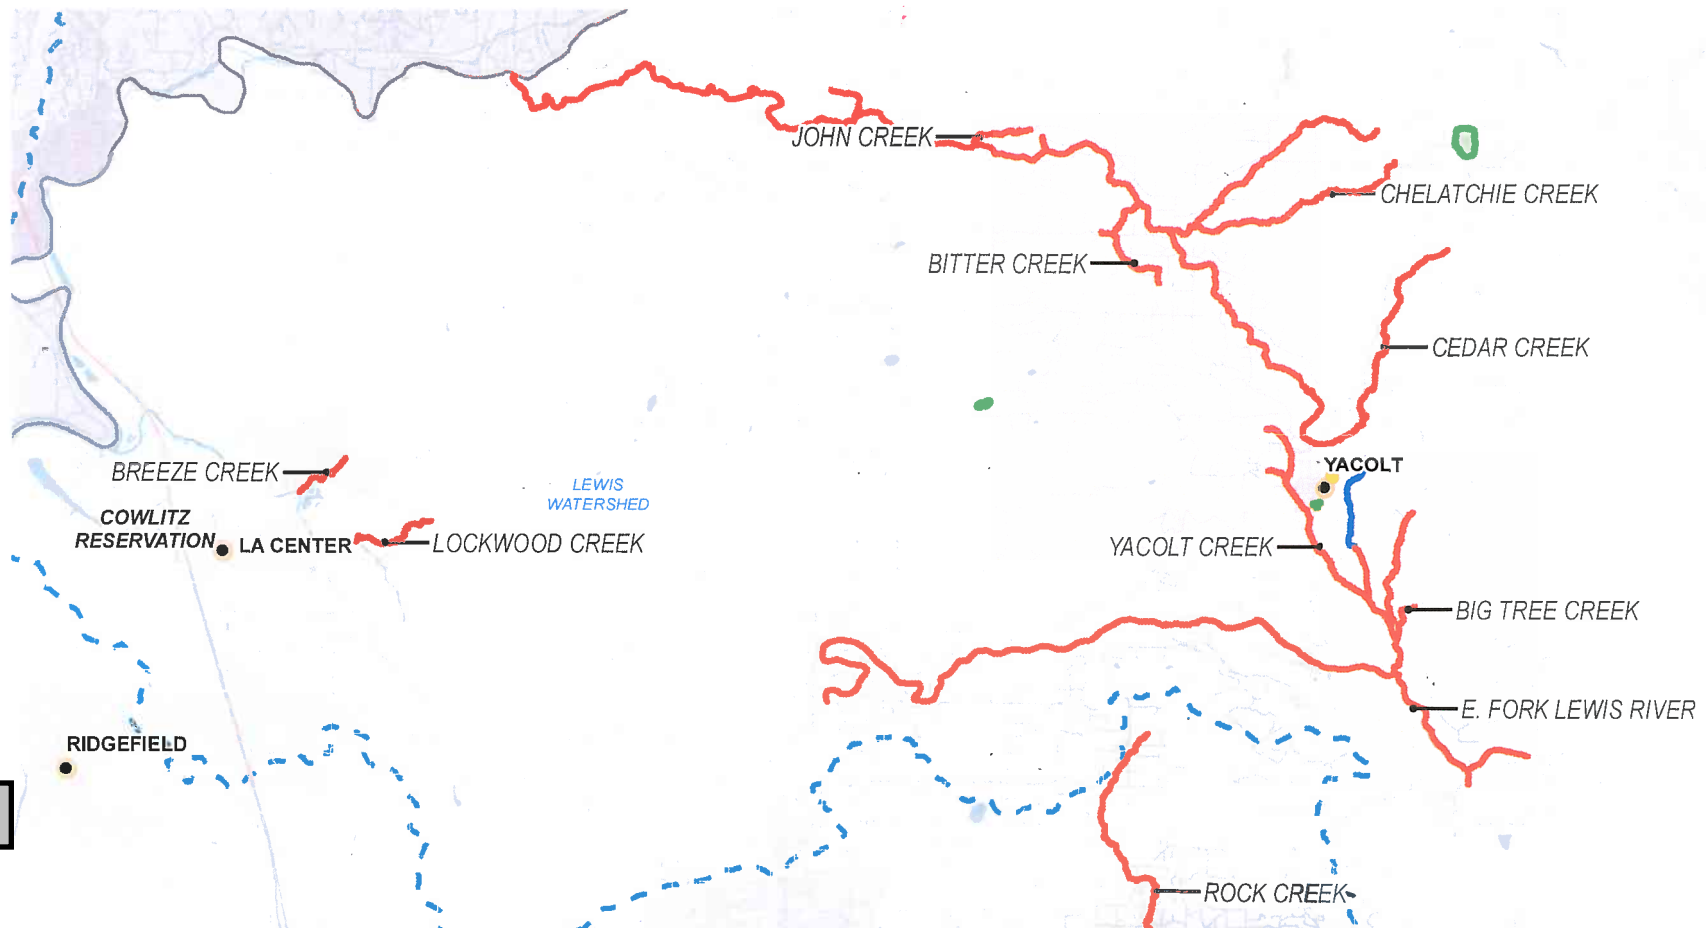 JOHN CREEK
CHELATCHIE CREEK
BITTER CREEK
CEDAR CREEK
BREEZE CREEK
YACOLT
LEWIS
WATERSHED
COWLITZ
RESERVATION
LA CENTER
LOCKWOOD CREEK
YACOLT CREEK
BIG TREE CREEK
E. FORK LEWIS RIVER
RIDGEFIELD
ROCK CREEK